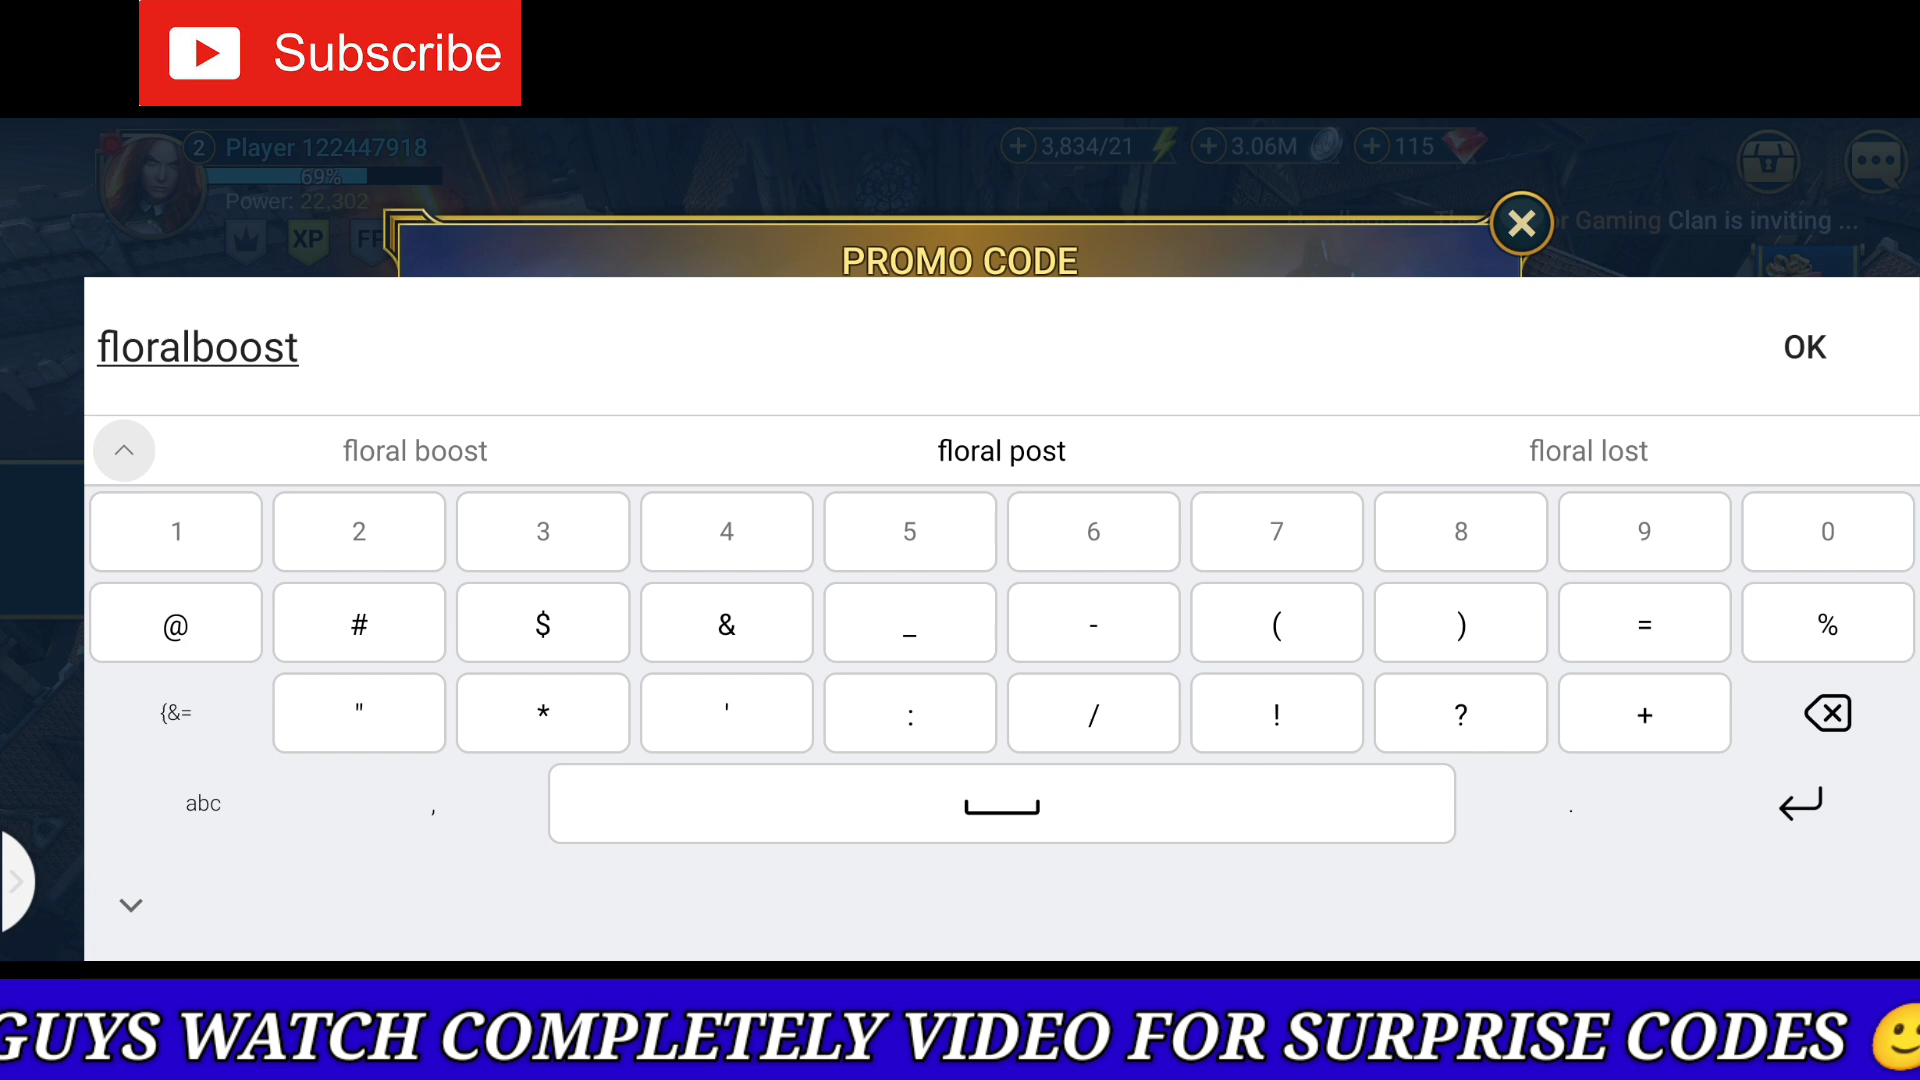 Subscribe
2 Player 122447918
3,834/21
3.06M
115
69%
Power: 22,302
XP
Gaming Clan is inviting ...
PROMO CODE
floralboost
OK
floral boost floral post floral lost
1 2 3 4 5 6 7 8 9 0
@ # $ & _ - ( ) = %
{&= " * ' : / ! ? +
abc , .
GUYS WATCH COMPLETELY VIDEO FOR SURPRISE CODES